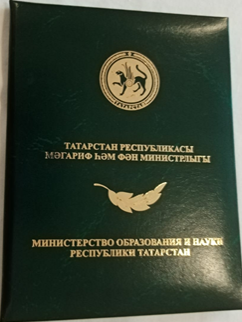 ТАТАРСТАН РЕСПУБЛИКАСЫ
МӘГАРИФ ҺӘМ ФӘН МИНИСТРЛЫГЫ
МИНИСТЕРСТВО ОБРАЗОВАНИЯ И НАУКИ
РЕСПУБЛИКИ ТАТАРСТАН